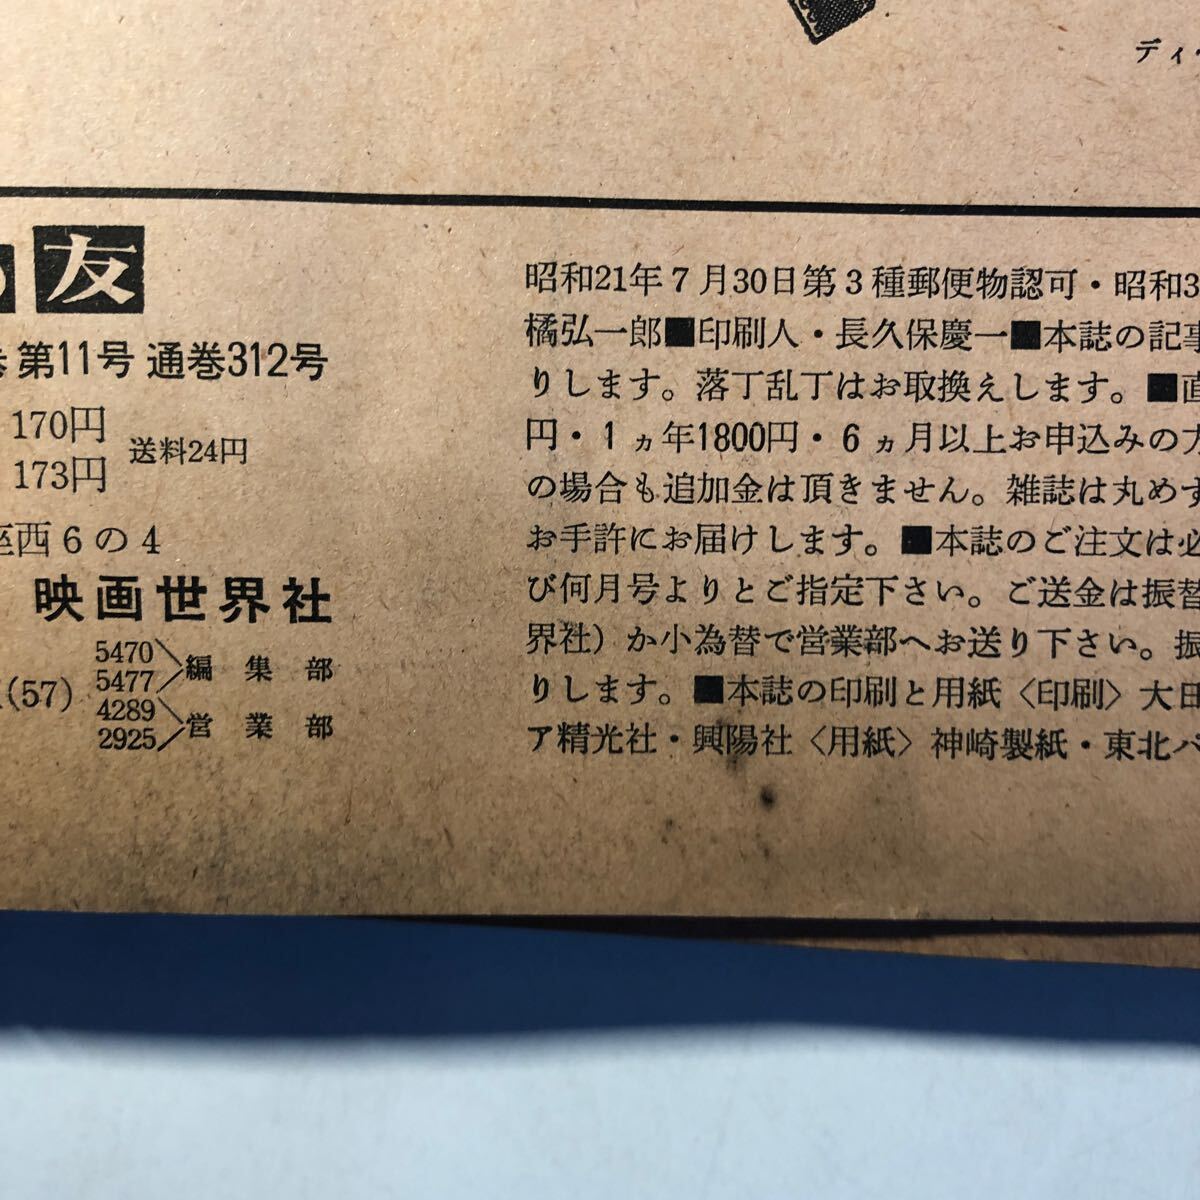 ディ
友
第11号 通巻312号
170円
173円
送料24円
座西6の4
映画世界社
(57)
5470
5477
編集部
4289
2925
営業部
昭和21年7月30日第3種郵便物認可・昭和3
橘弘一郎■印刷人・長久保慶一■本誌の記事
りします。落丁乱丁はお取換えします。■直
円・1ヵ年1800円・6ヵ月以上お申込みの方
の場合も追加金は頂きません。雑誌は丸めず
お手許にお届けします。■本誌のご注文は必
び何月号よりとご指定下さい。ご送金は振替
界社）か小為替で営業部へお送り下さい。振
りします。■本誌の印刷と用紙〈印刷〉大日
ア精光社・興陽社〈用紙〉神崎製紙・東北パ